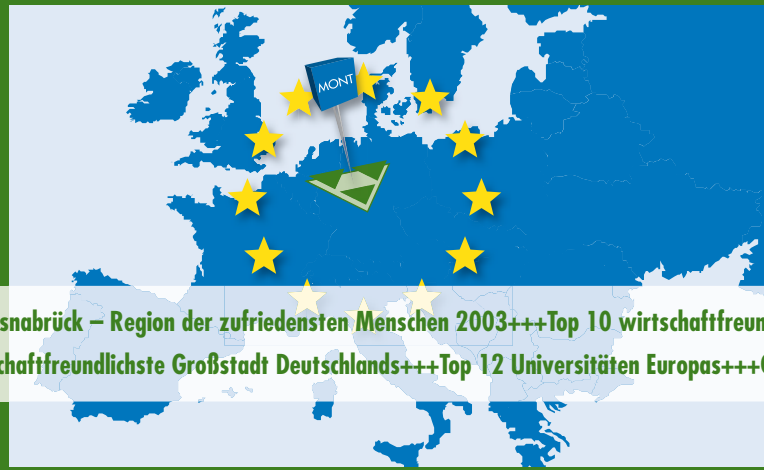 MONT
snabrück – Region der zufriedensten Menschen 2003+++Top 10 wirtschaftfreun
chaftfreundlichste Großstadt Deutschlands+++Top 12 Universitäten Europas+++